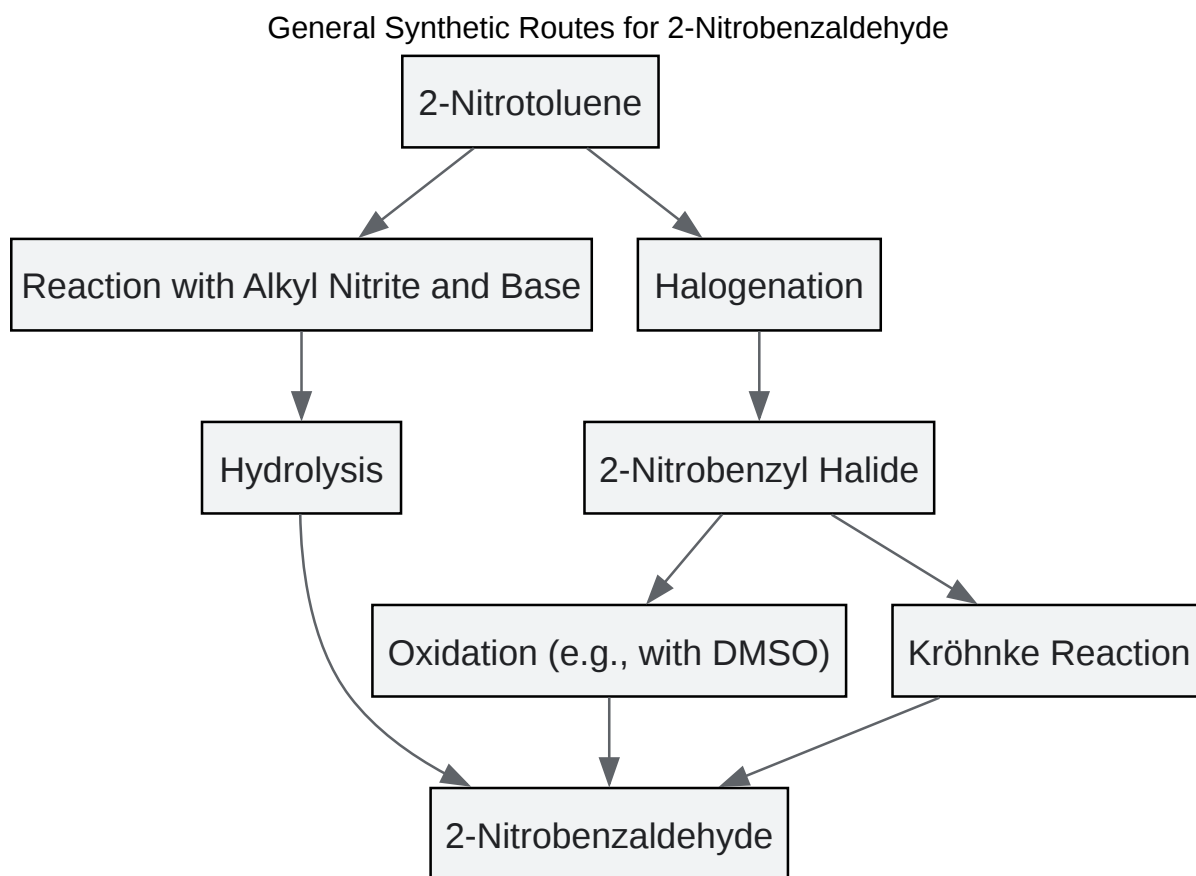 General Synthetic Routes for 2-Nitrobenzaldehyde
2-Nitrotoluene
Reaction with Alkyl Nitrite and Base
Halogenation
Hydrolysis
2-Nitrobenzyl Halide
Oxidation (e.g., with DMSO)
Kröhnke Reaction
2-Nitrobenzaldehyde